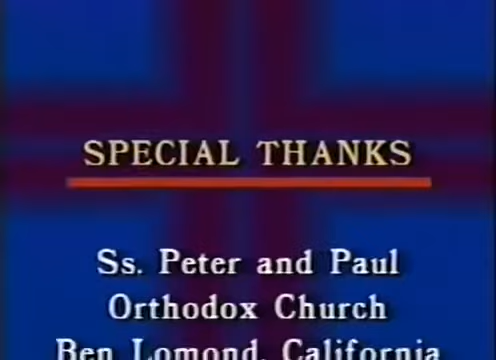 SPECIAL THANKS
Ss. Peter and Paul
Orthodox Church
Ben Lomond, California